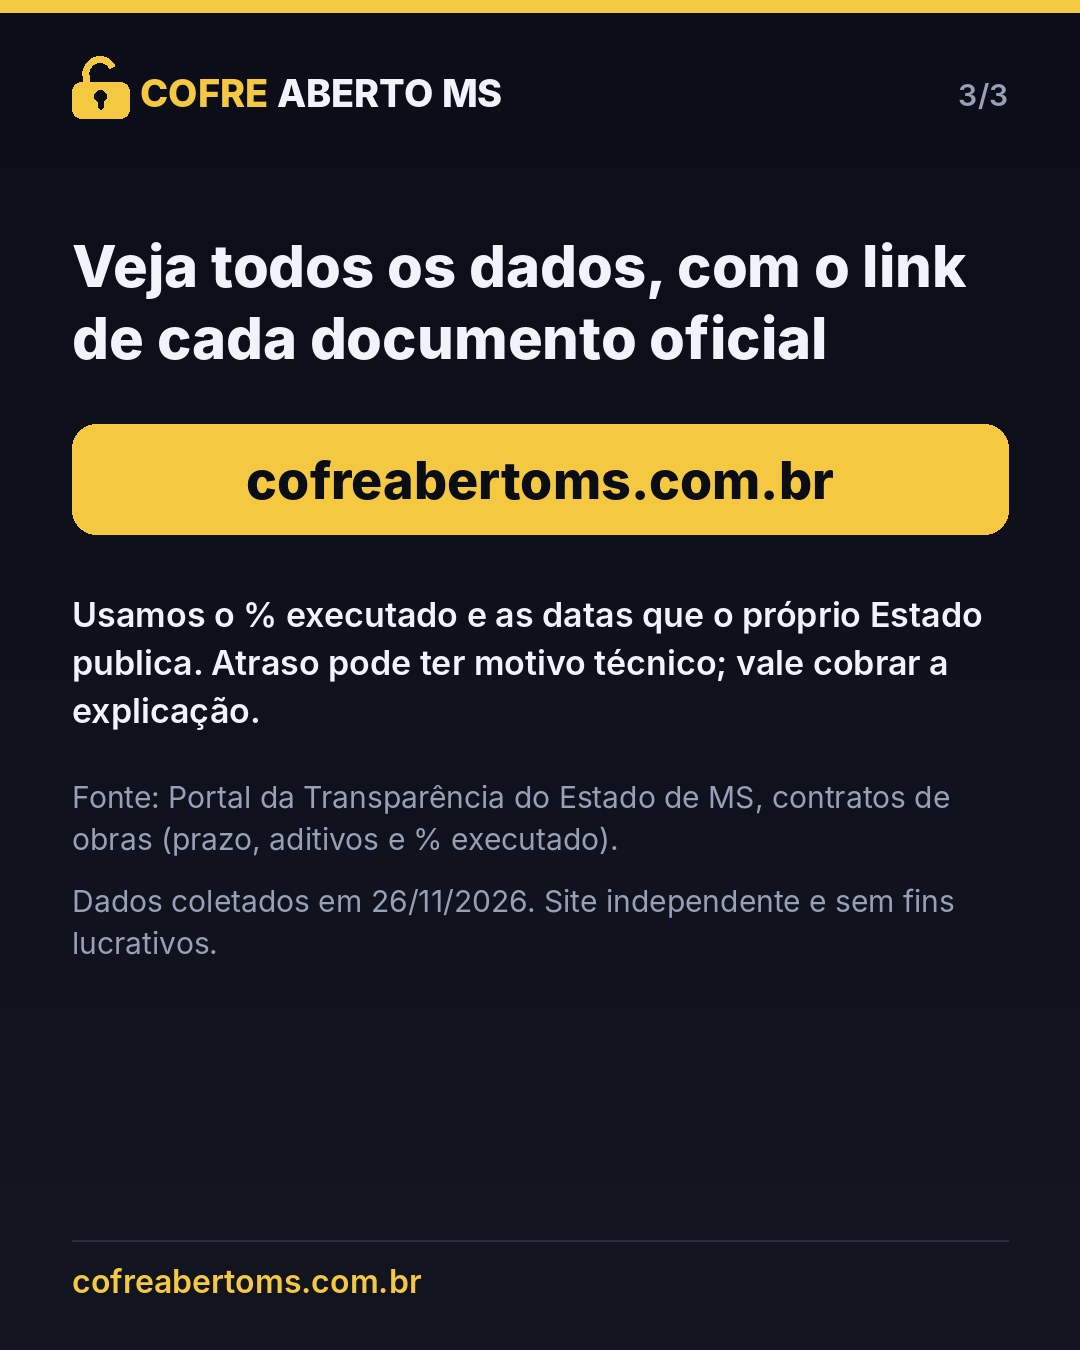 COFRE ABERTO MS
3/3
Veja todos os dados, com o link
de cada documento oficial
cofreabertoms.com.br
Usamos o % executado e as datas que o próprio Estado
publica. Atraso pode ter motivo técnico; vale cobrar a
explicação.
Fonte: Portal da Transparência do Estado de MS, contratos de
obras (prazo, aditivos e % executado).
Dados coletados em 26/11/2026. Site independente e sem fins
lucrativos.
cofreabertoms.com.br